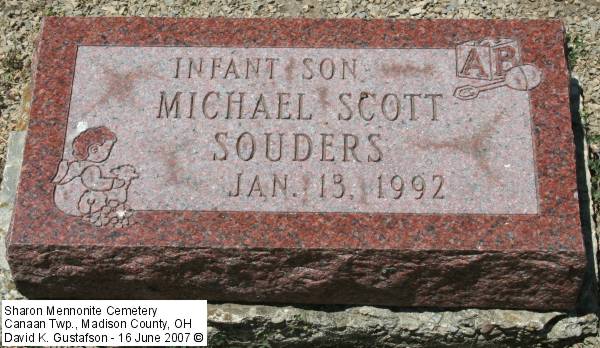 A B
INFANT SON
MICHAEL SCOTT
SOUDERS
JAN. 13, 1992
Sharon Mennonite Cemetery
Canaan Twp., Madison County, OH
David K. Gustafson - 16 June 2007 ©